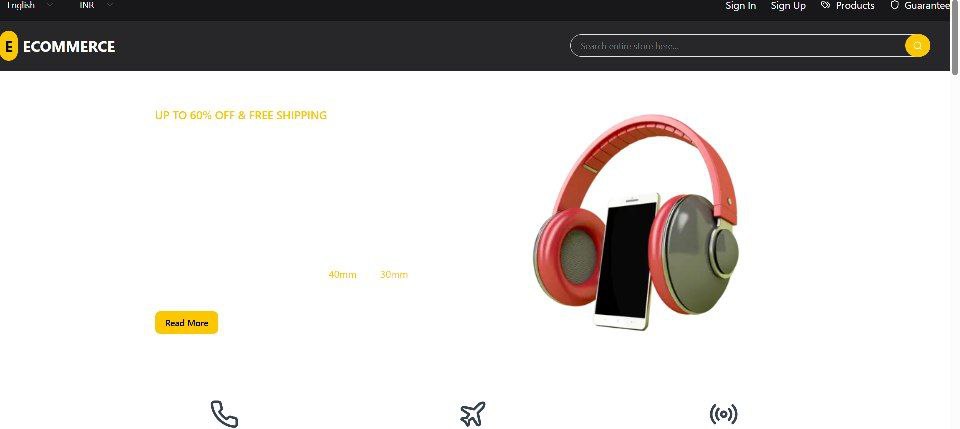 English INR Sign In Sign Up Products Guarantee
E ECOMMERCE Search entire store here...
UP TO 60% OFF & FREE SHIPPING
40mm 30mm
Read More